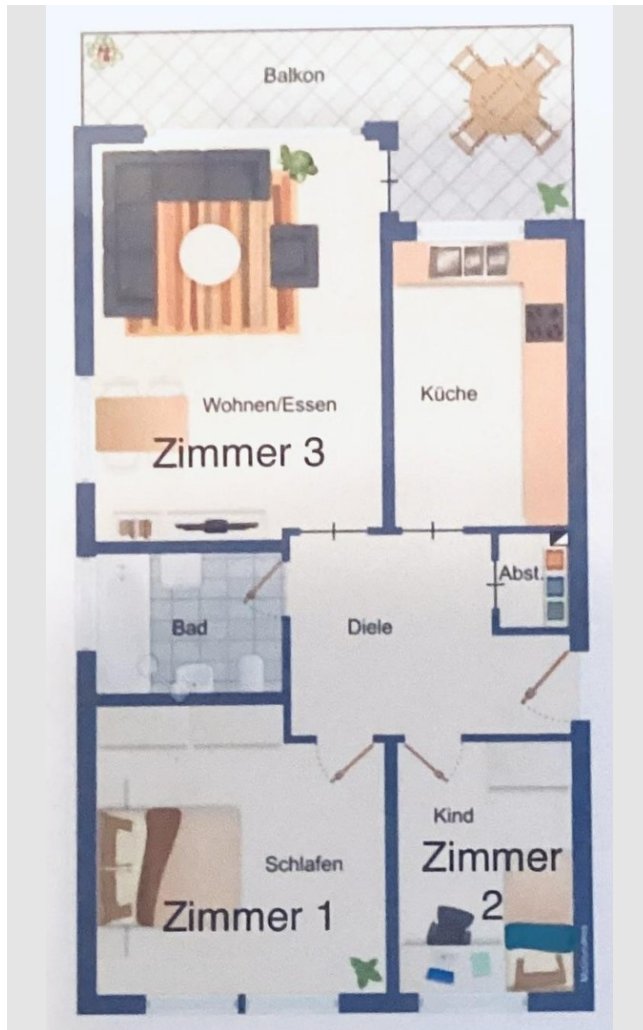 Balkon
Wohnen/Essen
Zimmer 3
Küche
Abst.
Bad
Diele
Kind
Zimmer
2
Schlafen
Zimmer 1